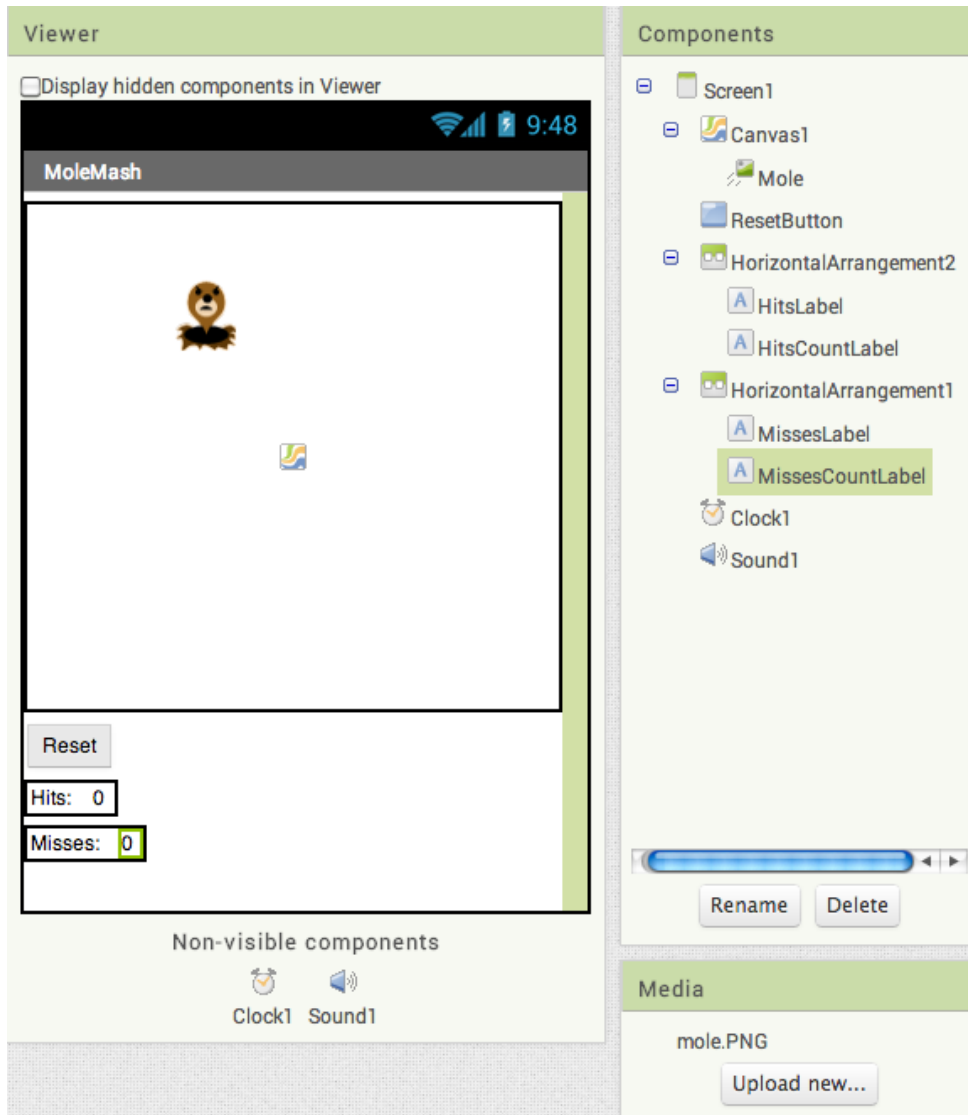 Viewer
Display hidden components in Viewer
9:48
MoleMash
Reset
Hits: 0
Misses: 0
Non-visible components
Clock1 Sound1
Components
Screen1
Canvas1
Mole
ResetButton
HorizontalArrangement2
A HitsLabel
A HitsCountLabel
HorizontalArrangement1
A MissesLabel
A MissesCountLabel
Clock1
Sound1
Rename Delete
Media
mole.PNG
Upload new...